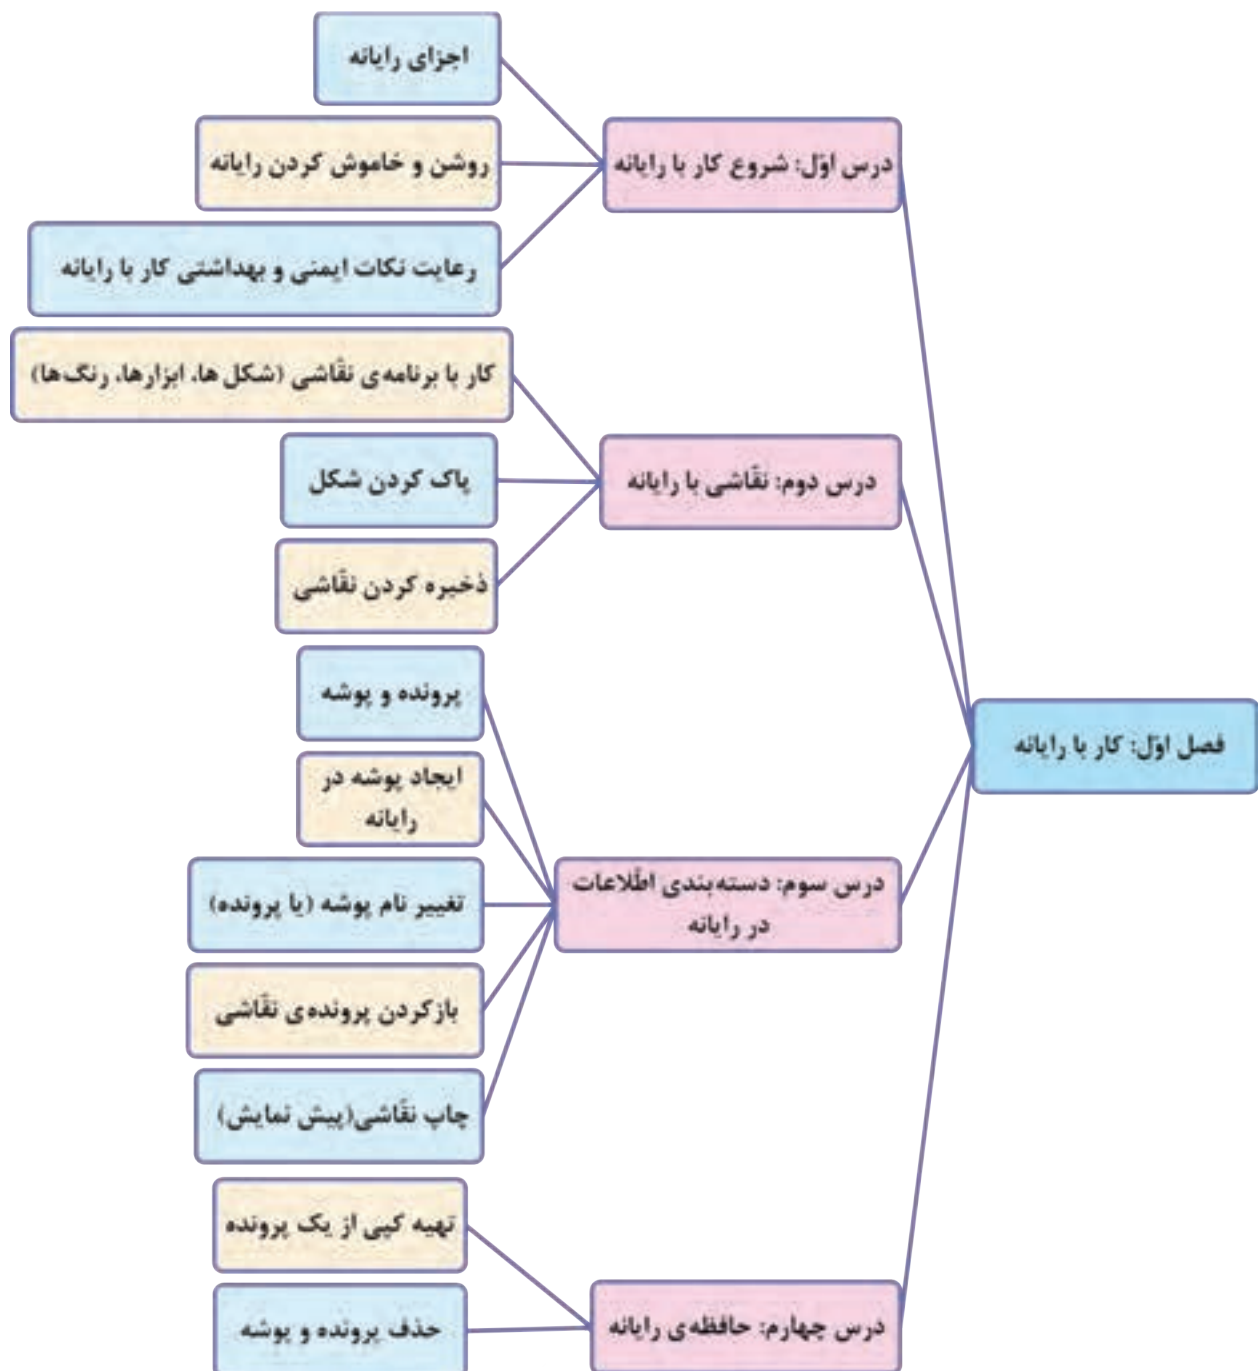 فصل اوّل: کار با رایانه
درس اوّل: شروع کار با رایانه
اجزای رایانه
روشن و خاموش کردن رایانه
رعایت نکات ایمنی و بهداشتی کار با رایانه
درس دوم: نقّاشی با رایانه
کار با برنامه‌ی نقّاشی (شکل ها، ابزارها، رنگ‌ها)
پاک کردن شکل
ذخیره کردن نقّاشی
درس سوم: دسته‌بندی اطّلاعات
در رایانه
پرونده و پوشه
ایجاد پوشه در
رایانه
تغییر نام پوشه (یا پرونده)
بازکردن پرونده‌ی نقّاشی
چاپ نقّاشی(پیش نمایش)
درس چهارم: حافظه‌ی رایانه
تهیه کپی از یک پرونده
حذف پرونده و پوشه